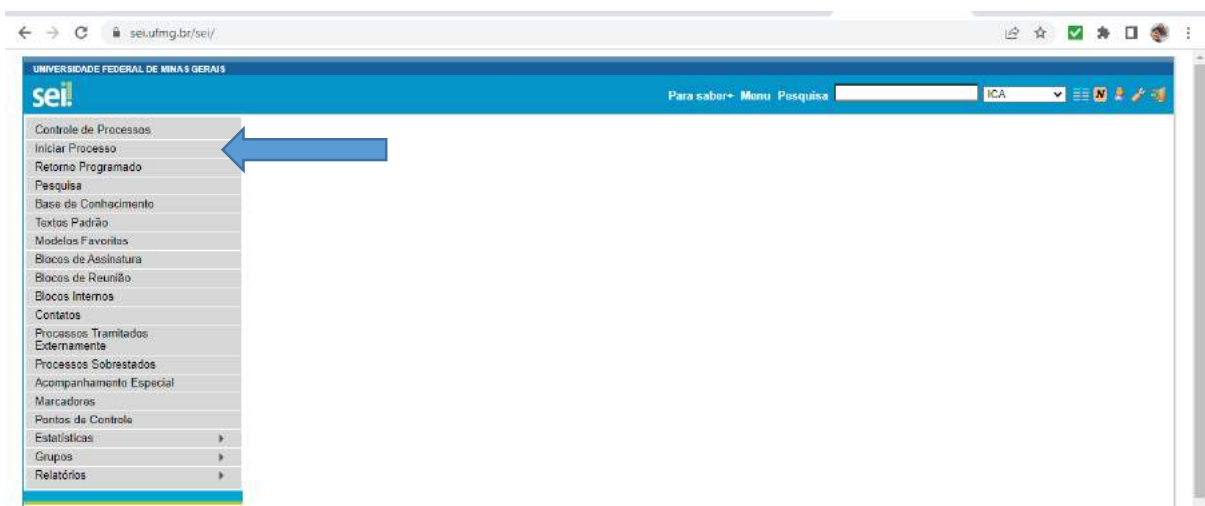 sei.ufmg.br/sei/
UNIVERSIDADE FEDERAL DE MINAS GERAIS
sei!
Para saber+ Menu Pesquisa
ICA
N
Controle de Processos
Iniciar Processo
Retorno Programado
Pesquisa
Base de Conhecimento
Textos Padrão
Modelos Favoritos
Blocos de Assinatura
Blocos de Reunião
Blocos Internos
Contatos
Processos Tramitados
Externamente
Processos Sobrestados
Acompanhamento Especial
Marcadores
Pontos de Controle
Estatísticas
Grupos
Relatórios